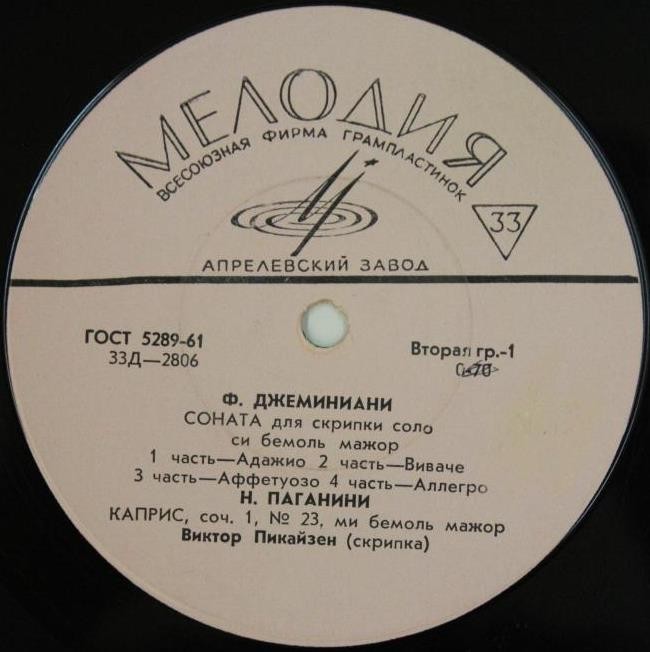 МЕЛОДИЯ
ВСЕСОЮЗНАЯ ФИРМА ГРАМПЛАСТИНОК
33
АПРЕЛЕВСКИЙ ЗАВОД
ГОСТ 5289-61
33Д—2806
Вторая гр.-1
Ф. ДЖЕМИНИАНИ
СОНАТА для скрипки соло
си бемоль мажор
1 часть—Адажио 2 часть—Виваче
3 часть—Аффетуозо 4 часть—Аллегро
Н. ПАГАНИНИ
КАПРИС, соч. 1, № 23, ми бемоль мажор
Виктор Пикайзен (скрипка)